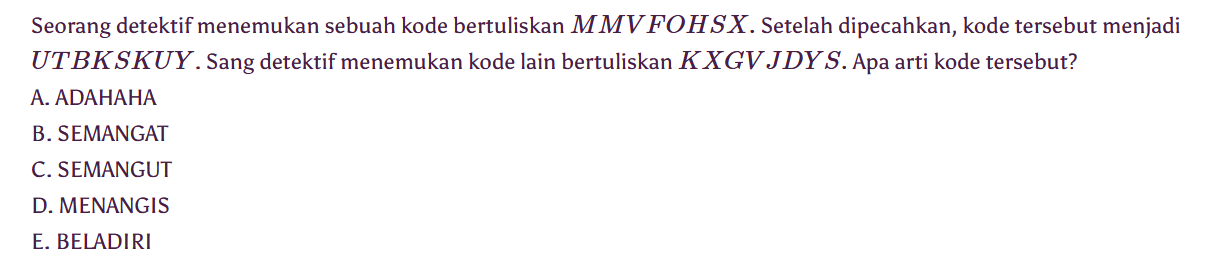 Seorang detektif menemukan sebuah kode bertuliskan MMVFOHSX. Setelah dipecahkan, kode tersebut menjadi
UTBKSKUY. Sang detektif menemukan kode lain bertuliskan KXGVJDYS. Apa arti kode tersebut?
A. ADAHAHA
B. SEMANGAT
C. SEMANGUT
D. MENANGIS
E. BELADIRI